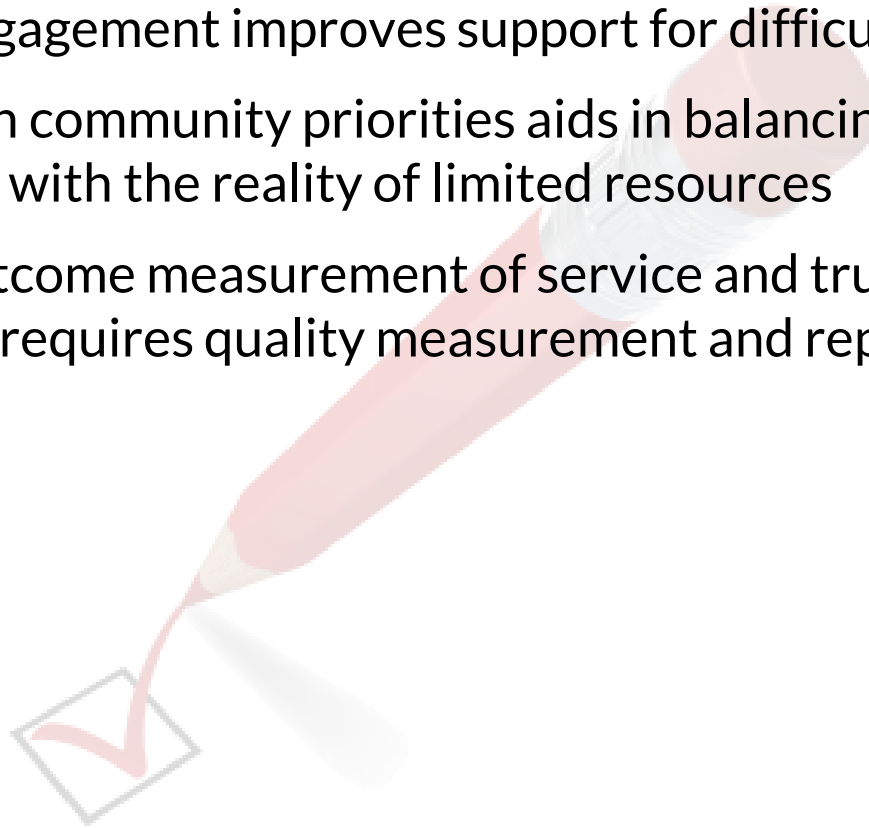 gagement improves support for difficu
n community priorities aids in balancin
with the reality of limited resources
tcome measurement of service and tru
requires quality measurement and rep